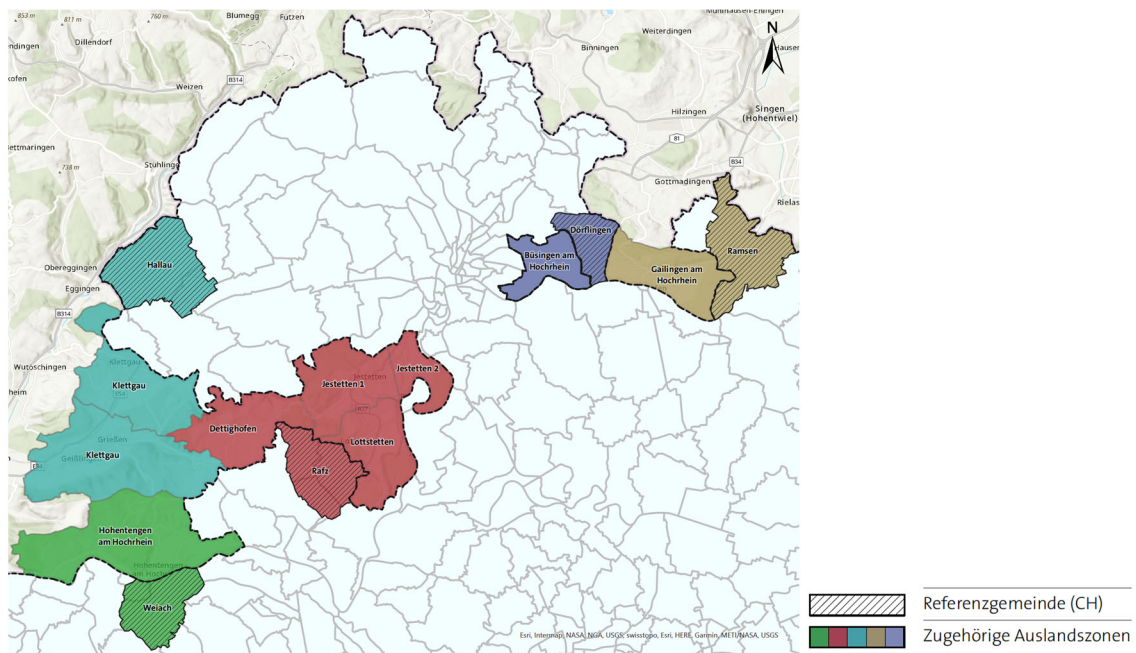 853 m
811 m
760 m
Blumegg
Fützen
Dillendorf
Weizen
B314
Mühlhausen-Ehingen
Weiterdingen
Binningen
N
Hilzingen
Singen
(Hohentwiel)
81
B34
738 m
Gottmadingen
Dörflingen
Büsingen am
Hochrhein
Gailingen am
Hochrhein
Ramsen
Hallau
Obereggingen
Eggingen
B314
Wutöschingen
Klettgau
Klettgau
Grießen
Klettgau
Jestetten 1
Jestetten
Jestetten 2
Dettighofen
Lottstetten
Rafz
Hohentengen
am Hochrhein
Hohentengen
Weiach
Esri, Intermap, NASA, NGA, USGS; swisstopo, Esri, HERE, Garmin, METI/NASA, USGS
Referenzgemeinde (CH)
Zugehörige Auslandszonen